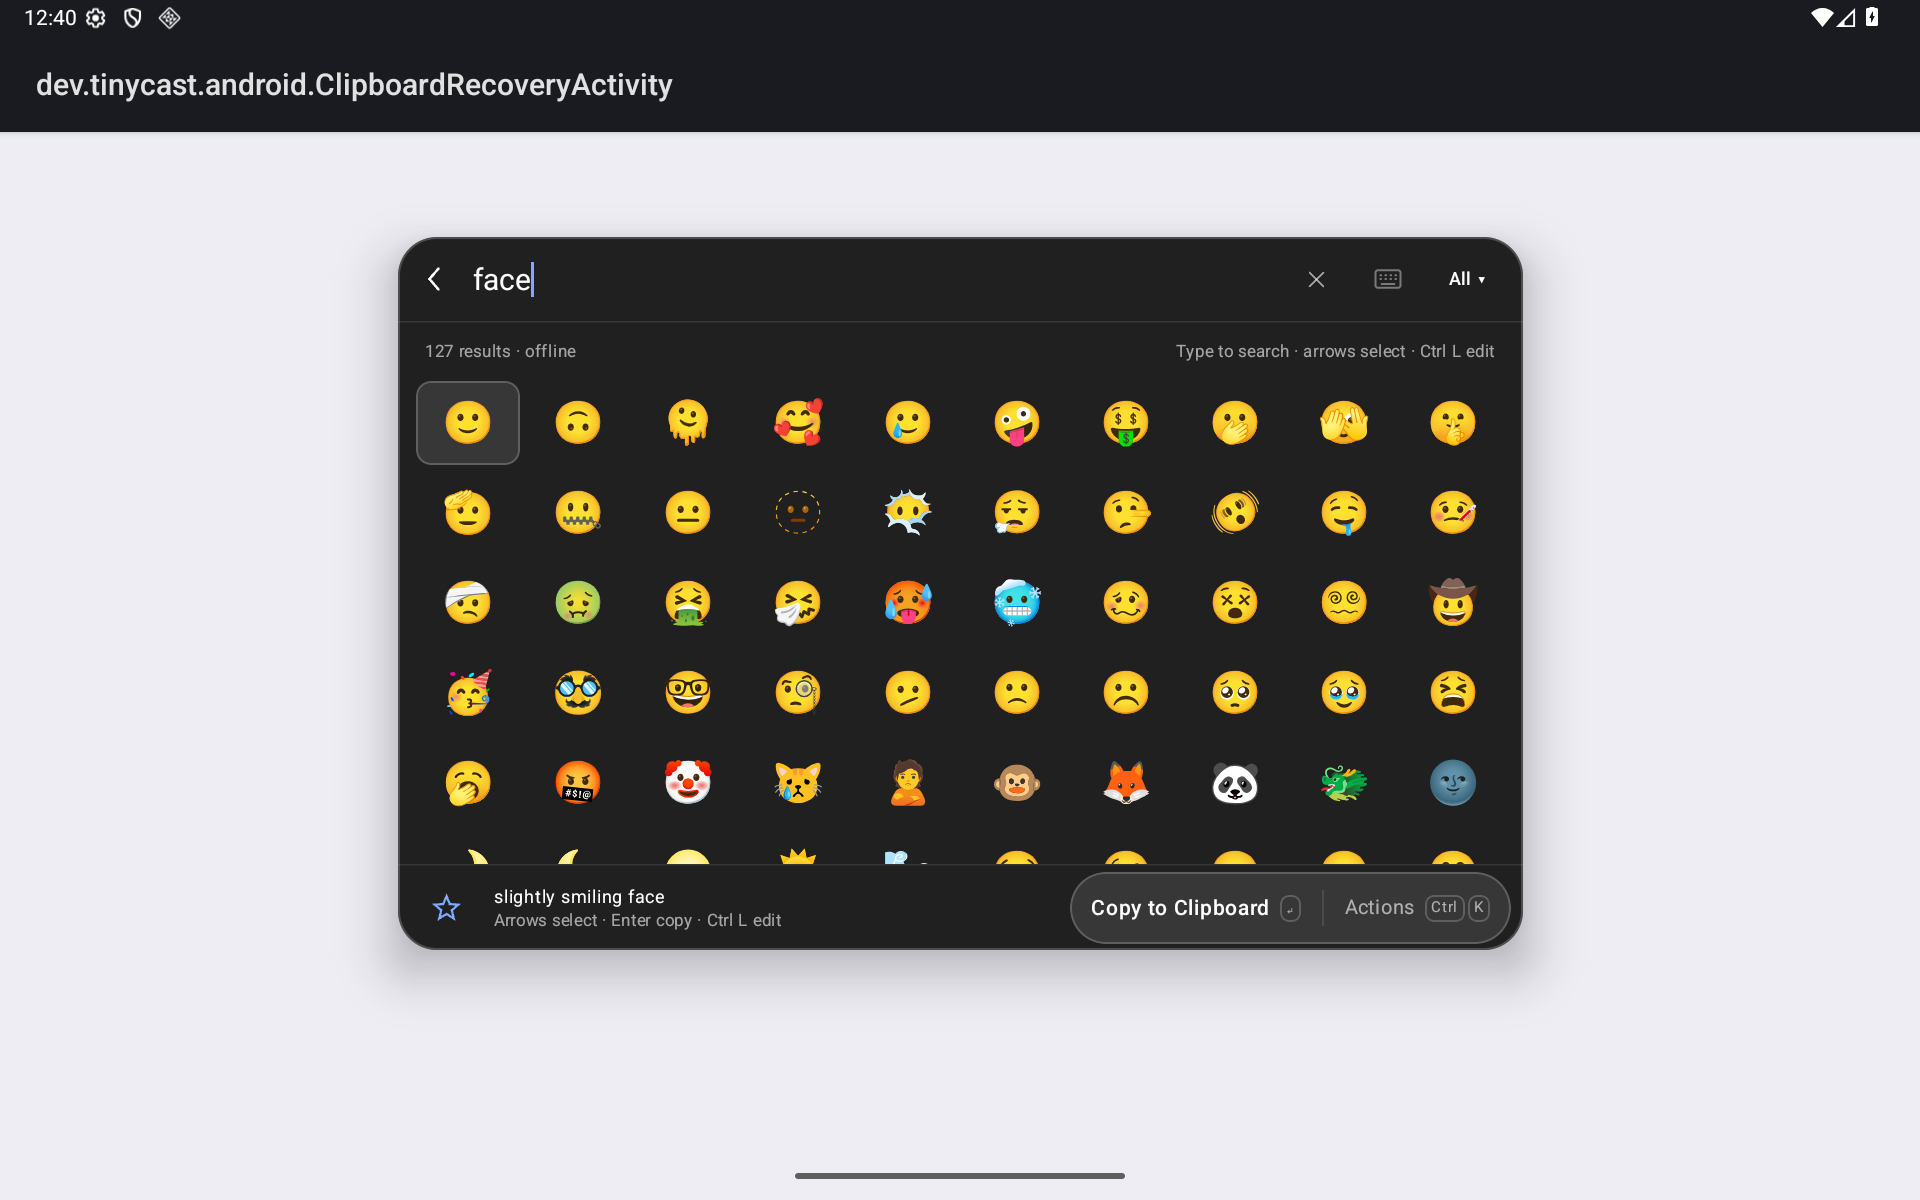 12:40
dev.tinycast.android.ClipboardRecoveryActivity
face
All
127 results · offline
Type to search · arrows select · Ctrl L edit
#$!@
slightly smiling face
Arrows select · Enter copy · Ctrl L edit
Copy to Clipboard
Actions Ctrl K